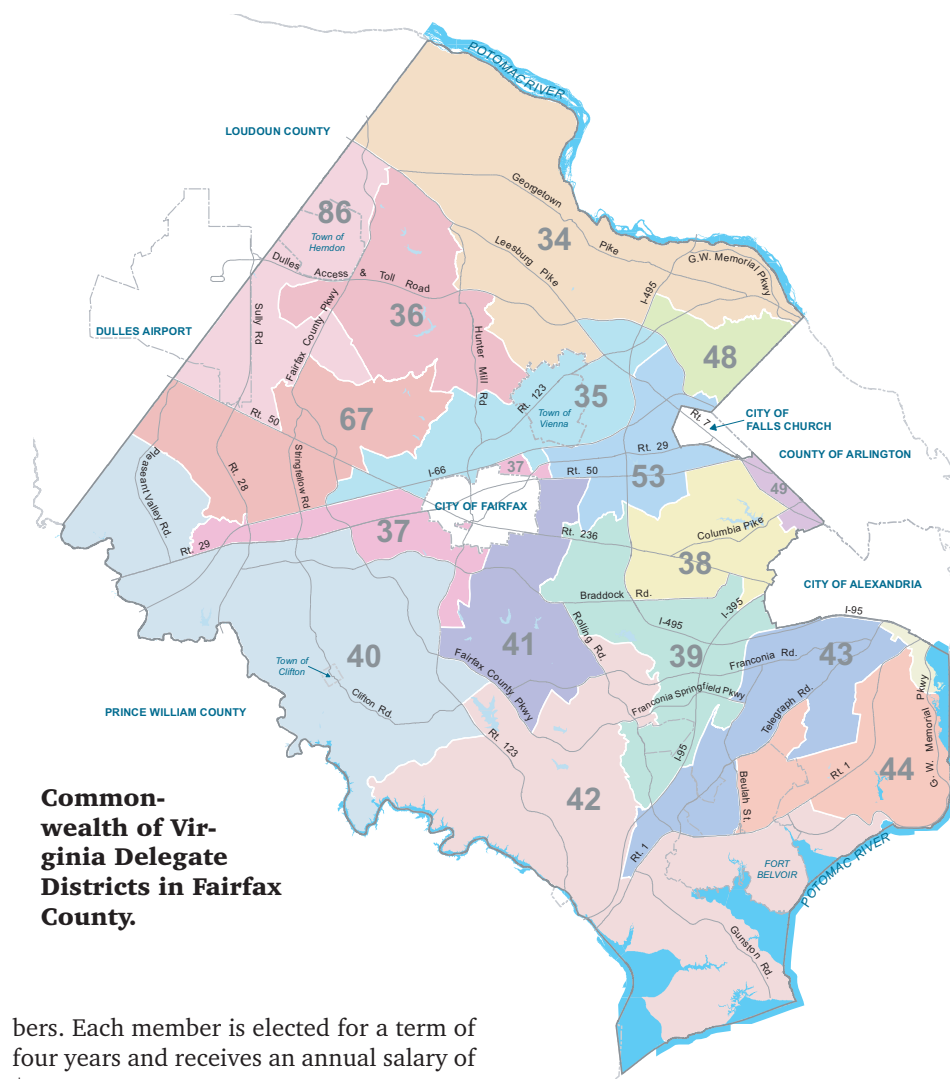 POTOMAC RIVER
LOUDOUN COUNTY
Georgetown
Pike
86
Town of
Herndon
34
Leesburg Pike
G.W. Memorial Pkwy
Dulles Access & Toll Road
I-495
36
Sully Rd
Fairfax County Pkwy
DULLES AIRPORT
Hunter Mill Rd
48
35
Rt. 123
Town of
Vienna
Rt. 50
67
Rt. 7
CITY OF
FALLS CHURCH
Rt. 29
COUNTY OF ARLINGTON
Pleasant Valley Rd
Rt. 28
Stringfellow Rd
I-66
37
Rt. 50
53
49
CITY OF FAIRFAX
Rt. 29
37
Rt. 236
Columbia Pike
38
CITY OF ALEXANDRIA
Braddock Rd.
I-395
I-95
I-495
Rolling Rd
40
41
39
43
Franconia Rd.
Town of
Clifton
Fairfax County Pkwy
Franconia Springfield Pkwy
Telegraph Rd.
Clifton Rd.
PRINCE WILLIAM COUNTY
Rt. 123
I-95
G. W. Memorial Pkwy
44
Rt. 1
Beulah St.
42
Rt. 1
FORT
BELVOIR
POTOMAC RIVER
Gunston Rd.
Common-
wealth of Vir-
ginia Delegate
Districts in Fairfax
County.
bers. Each member is elected for a term of
four years and receives an annual salary of